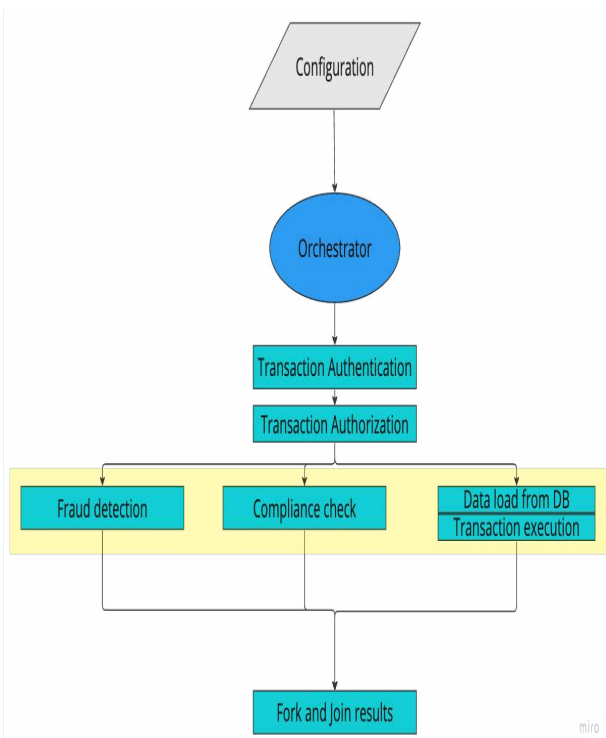 Configuration
Orchestrator
Transaction Authentication
Transaction Authorization
Fraud detection
Compliance check
Data load from DB
Transaction execution
Fork and Join results
miro